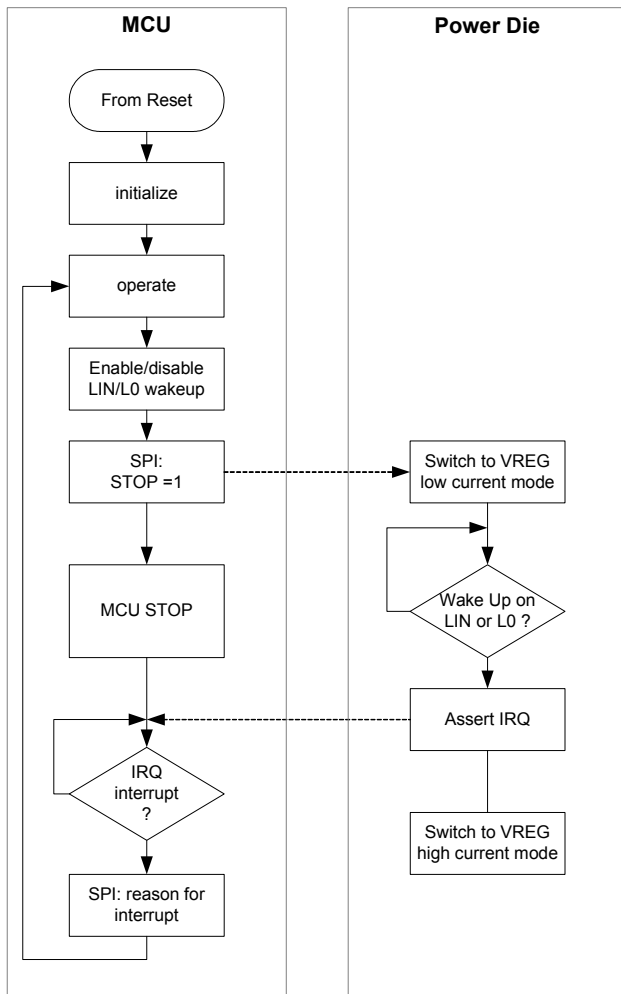 MCU
From Reset
initialize
operate
Enable/disable
LIN/L0 wakeup
SPI:
STOP =1
MCU STOP
IRQ
interrupt
?
SPI: reason for
interrupt
Power Die
Switch to VREG
low current mode
Wake Up on
LIN or L0 ?
Assert IRQ
Switch to VREG
high current mode